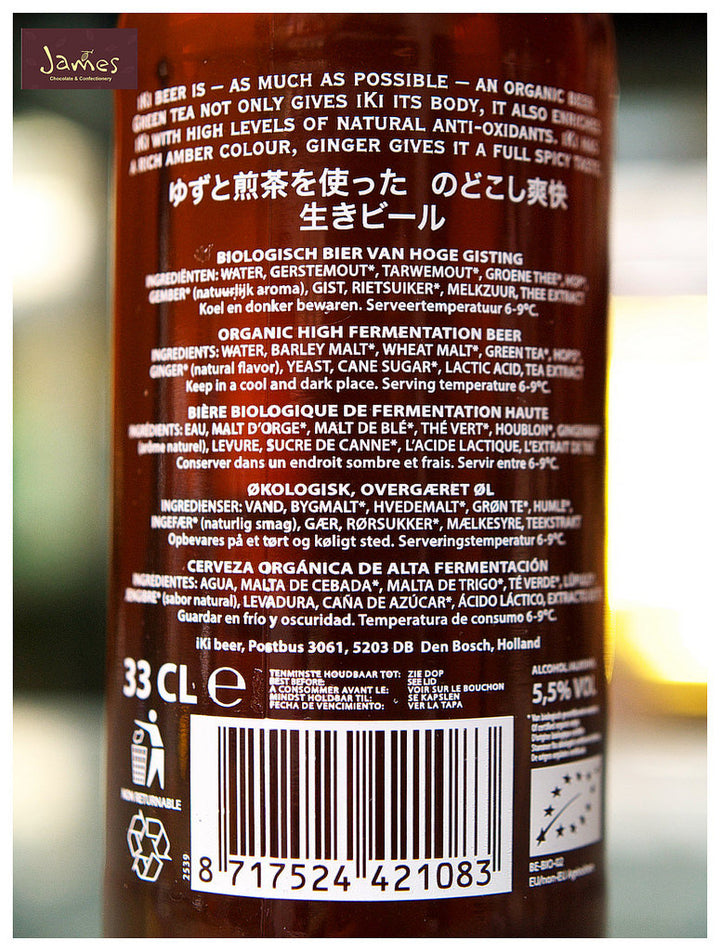 James
Chocolate & Confectionery
iKi BEER IS – AS MUCH AS POSSIBLE – AN ORGANIC BEER.
GREEN TEA NOT ONLY GIVES iKi ITS BODY, IT ALSO ENRICHES
iKi WITH HIGH LEVELS OF NATURAL ANTI-OXIDANTS. iKi HAS
A RICH AMBER COLOUR, GINGER GIVES IT A FULL SPICY TASTE.
ゆずと煎茶を使った のどこし爽快
生きビール
BIOLOGISCH BIER VAN HOGE GISTING
INGREDIËNTEN: WATER, GERSTEMOUT*, TARWEMOUT*, GROENE THEE*, HOP*,
GEMBER* (natuurlijk aroma), GIST, RIETSUIKER*, MELKZUUR, THEE EXTRACT
Koel en donker bewaren. Serveertemperatuur 6-9°C.
ORGANIC HIGH FERMENTATION BEER
INGREDIENTS: WATER, BARLEY MALT*, WHEAT MALT*, GREEN TEA*, HOPS*,
GINGER* (natural flavor), YEAST, CANE SUGAR*, LACTIC ACID, TEA EXTRACT
Keep in a cool and dark place. Serving temperature 6-9°C.
BIÈRE BIOLOGIQUE DE FERMENTATION HAUTE
INGRÉDIENTS: EAU, MALT D'ORGE*, MALT DE BLÉ*, THÉ VERT*, HOUBLON*,
(arôme naturel), LEVURE, SUCRE DE CANNE*, L'ACIDE LACTIQUE, L'EXTRAIT DE THÉ
Conserver dans un endroit sombre et frais. Servir entre 6-9°C.
ØKOLOGISK, OVERGÆRET ØL
INGREDIENSER: VAND, BYGMALT*, HVEDEMALT*, GRØN TE*, HUMLE*,
INGEFÆR* (naturlig smag), GÆR, RØRSUKKER*, MÆLKESYRE, TEEKSTRAKT
Opbevares på et tørt og køligt sted. Serveringstemperatur 6-9°C.
CERVEZA ORGÁNICA DE ALTA FERMENTACIÓN
INGREDIENTES: AGUA, MALTA DE CEBADA*, MALTA DE TRIGO*, TÉ VERDE*, LÚPULO*,
JENGIBRE* (sabor natural), LEVADURA, CAÑA DE AZÚCAR*, ÁCIDO LÁCTICO,
Guardar en frío y oscuridad. Temperatura de consumo 6-9°C.
iKi beer, Postbus 3061, 5203 DB Den Bosch, Holland
33 CL e
TENMINSTE HOUDBAAR TOT: ZIE DOP
BEST BEFORE: SEE LID
A CONSOMMER AVANT LE: VOIR SUR LE BOUCHON
MINDST HOLDBAR TIL: SE KAPSLEN
FECHA DE VENCIMIENTO: VER LA TAPA
5,5% VOL
NON/RETURNABLE
2539
8 717524 421083
BE-BIO-02
EU/non-EU